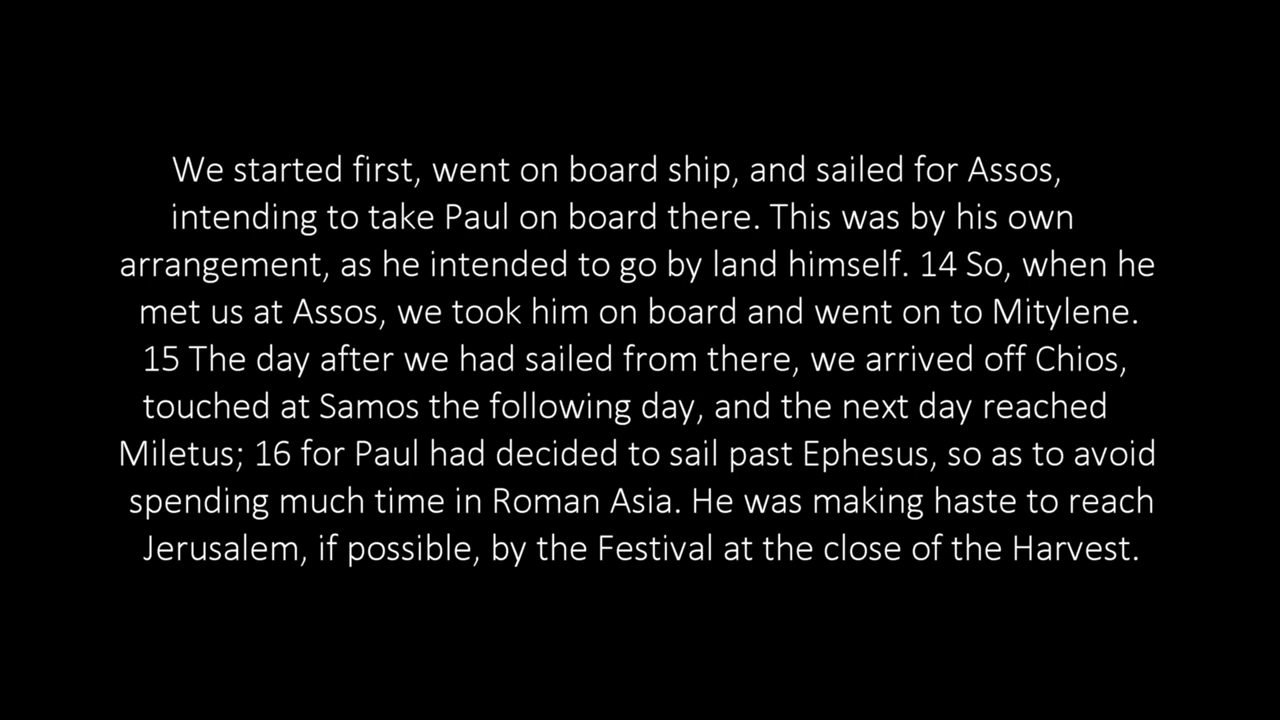 We started first, went on board ship, and sailed for Assos,
intending to take Paul on board there. This was by his own
arrangement, as he intended to go by land himself. 14 So, when he
met us at Assos, we took him on board and went on to Mitylene.
15 The day after we had sailed from there, we arrived off Chios,
touched at Samos the following day, and the next day reached
Miletus; 16 for Paul had decided to sail past Ephesus, so as to avoid
spending much time in Roman Asia. He was making haste to reach
Jerusalem, if possible, by the Festival at the close of the Harvest.